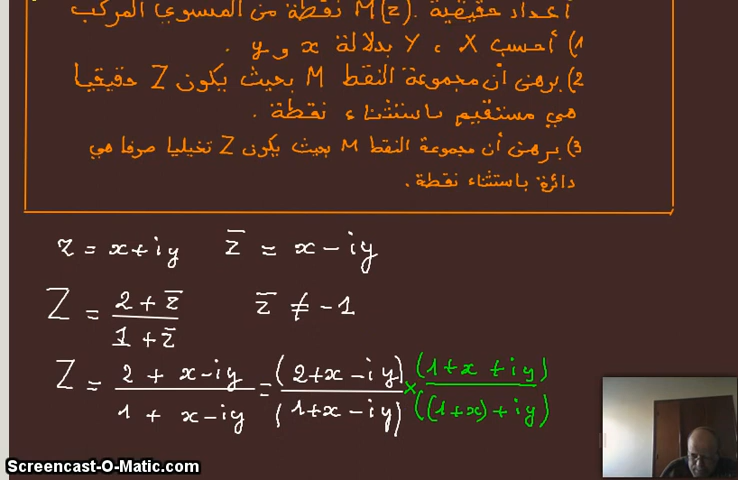 أعداد حقيقية. M(z) نقطة من المستوي المركب
1) أحسب X ، Y بدلالة x و y .
2) برهن أن مجموعة النقط M بحيث يكون Z حقيقيا
هي مستقيم باستثناء نقطة .
3) برهن أن مجموعة النقط M بحيث يكون Z تخيليا صرفا هي
دائرة باستثناء نقطة .
z = x + iy   z̄ = x - iy
Z = (2 + z̄)/(1 + z̄)   z̄ ≠ -1
Z = (2 + x - iy)/(1 + x - iy) = (2+x-iy)/(1+x-iy) × (1+x+iy)/((1+x)+iy)
Screencast-O-Matic.com